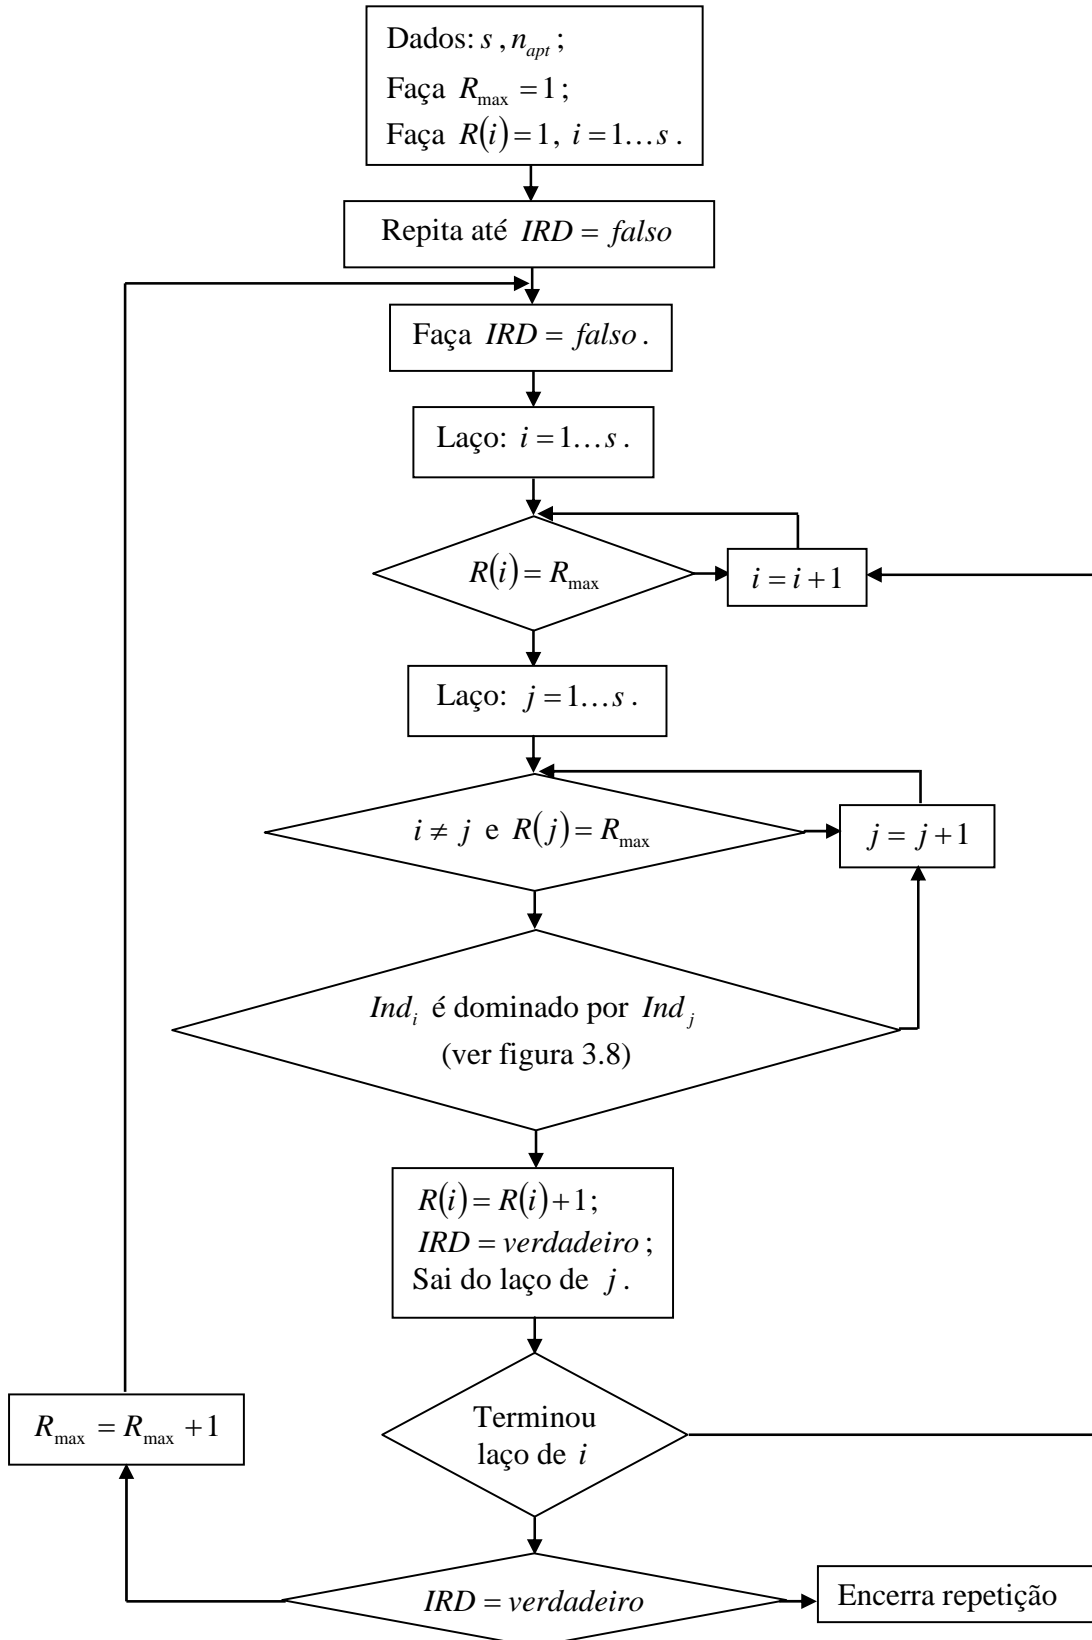 Dados: s , n_apt ;
Faça R_max = 1 ;
Faça R(i) = 1, i = 1…s .
Repita até IRD = falso
Faça IRD = falso .
Laço: i = 1…s .
R(i) = R_max
i = i + 1
Laço: j = 1…s .
i ≠ j e R(j) = R_max
j = j + 1
Ind_i é dominado por Ind_j
(ver figura 3.8)
R(i) = R(i) + 1 ;
IRD = verdadeiro ;
Sai do laço de j .
R_max = R_max + 1
Terminou
laço de i
IRD = verdadeiro
Encerra repetição